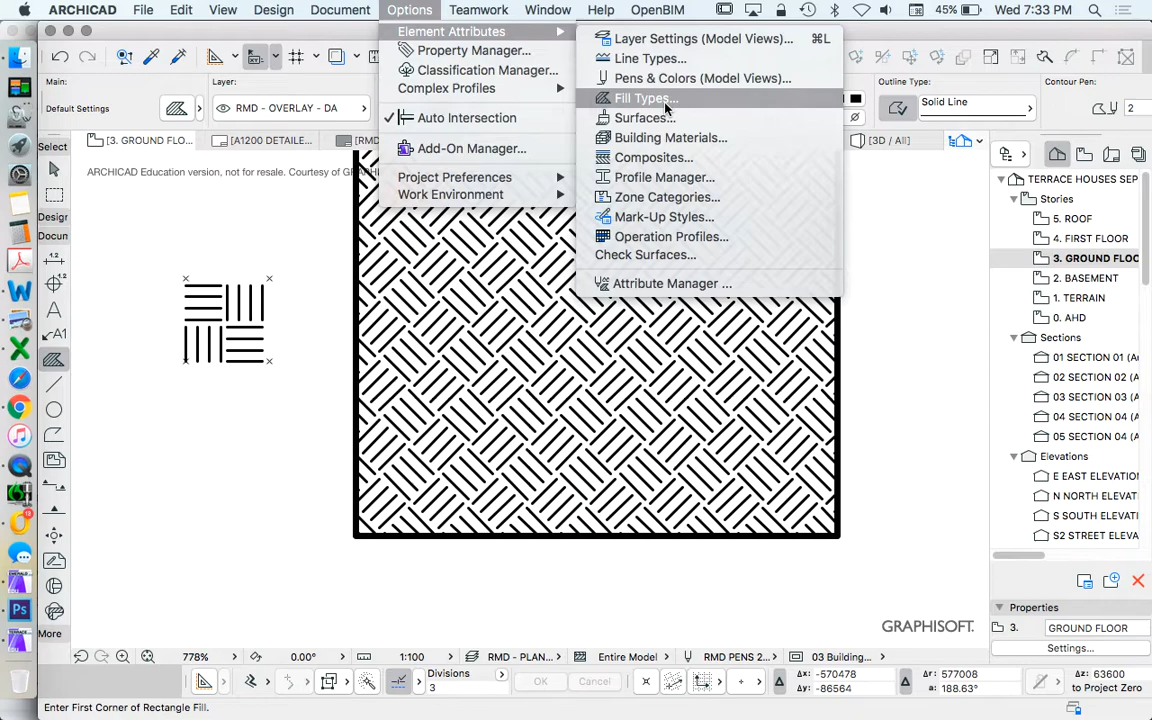 ARCHICAD File Edit View Design Document Options Teamwork Window Help OpenBIM 45% Wed 7:33 PM
Element Attributes
Property Manager...
Classification Manager...
Complex Profiles
Auto Intersection
Add-On Manager...
Project Preferences
Work Environment
Layer Settings (Model Views)... ⌘L
Line Types...
Pens & Colors (Model Views)...
Fill Types...
Surfaces...
Building Materials...
Composites...
Profile Manager...
Zone Categories...
Mark-Up Styles...
Operation Profiles...
Check Surfaces...
Attribute Manager ...
Main:
Layer:
Default Settings
RMD - OVERLAY - DA
Outline Type:
Solid Line
Contour Pen:
2
[3. GROUND FLO...
[A1200 DETAILE...
[RMD
[3D / All]
ARCHICAD Education version, not for resale. Courtesy of
Select
Design
Docun
A1
More
TERRACE HOUSES SEP
Stories
5. ROOF
4. FIRST FLOOR
3. GROUND FLOC
2. BASEMENT
1. TERRAIN
0. AHD
Sections
01 SECTION 01 (A
02 SECTION 02 (A
03 SECTION 03 (A
04 SECTION 04 (A
05 SECTION 04 (A
Elevations
E EAST ELEVATION
N NORTH ELEVAT
S SOUTH ELEVATI
S2 STREET ELEVA
Properties
3. GROUND FLOOR
Settings...
GRAPHISOFT.
778% 0.00° 1:100 RMD - PLAN... Entire Model RMD PENS 2... 03 Building...
Divisions
3
OK Cancel
Δx: -570478
Δy: -86564
Δr: 577008
a: 188.63°
Δz: 63600
to Project Zero
Enter First Corner of Rectangle Fill.